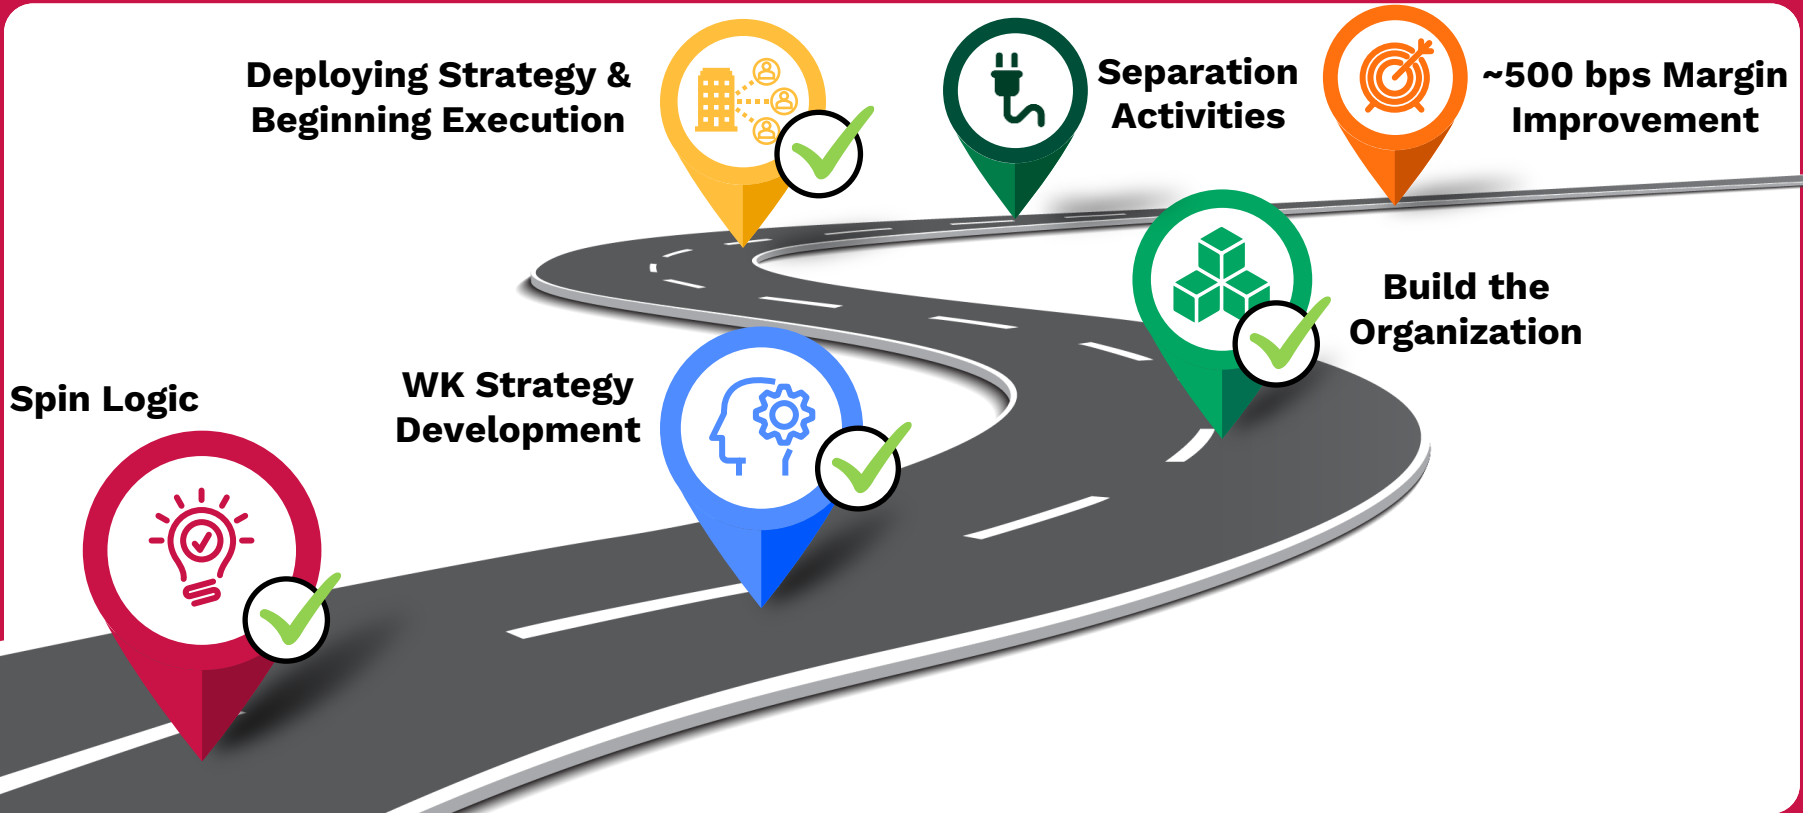 Deploying Strategy &
Beginning Execution
Separation
Activities
~500 bps Margin
Improvement
Build the
Organization
WK Strategy
Development
Spin Logic